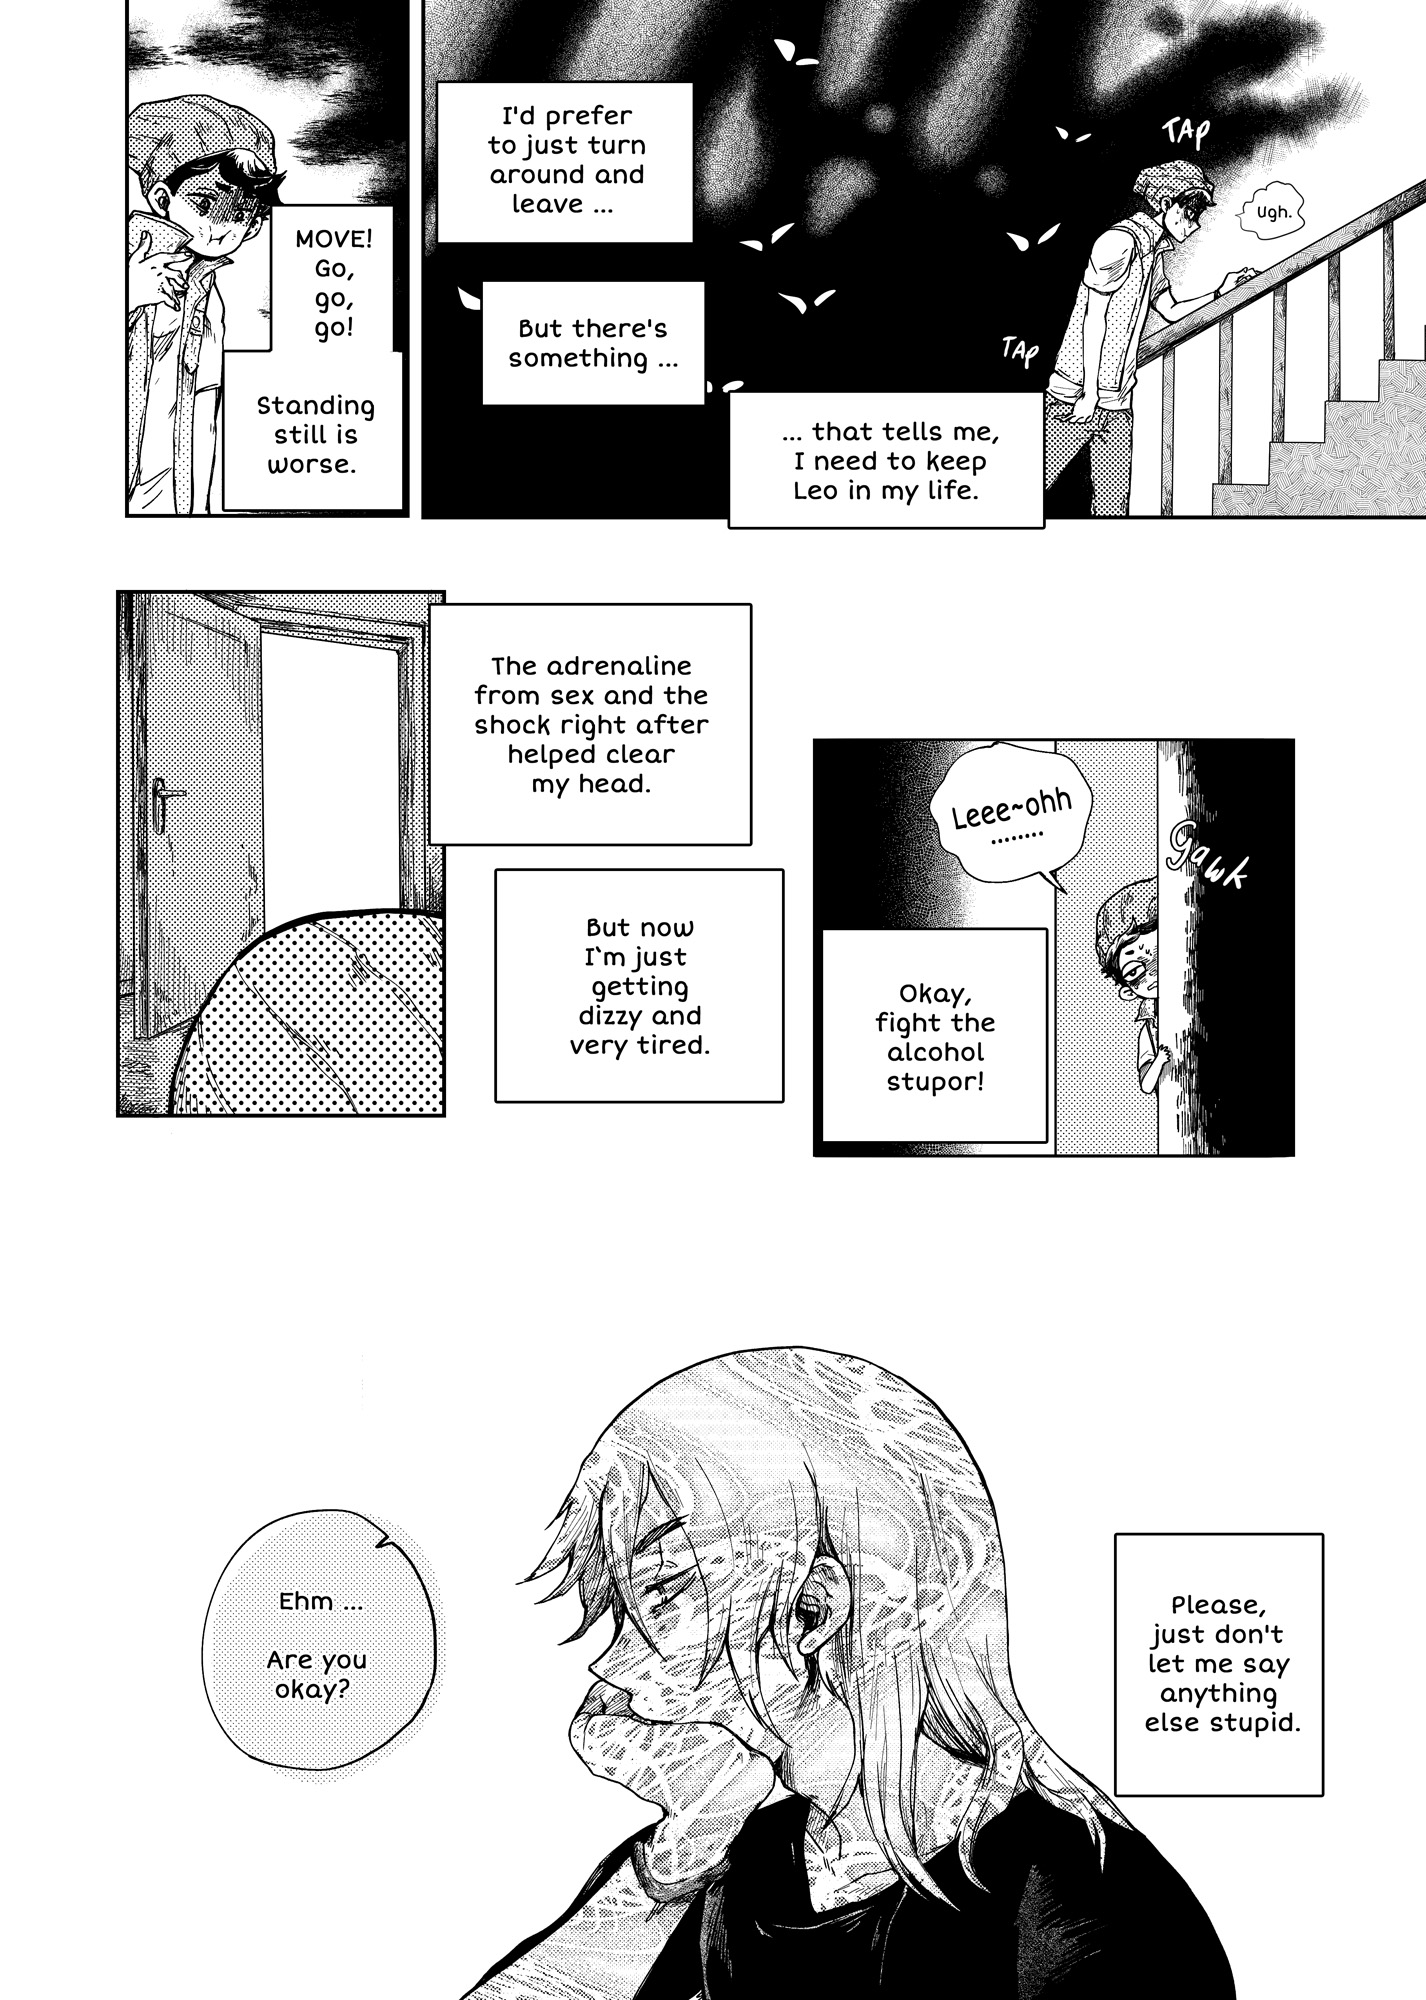 MOVE!
Go,
go,
go!
Standing
still is
worse.
I'd prefer
to just turn
around and
leave ...
But there's
something ...
... that tells me,
I need to keep
Leo in my life.
TAP
Ugh.
TAP
The adrenaline
from sex and the
shock right after
helped clear
my head.
But now
I`m just
getting
dizzy and
very tired.
Leee~ohh
........
Gawk
Okay,
fight the
alcohol
stupor!
Ehm ...
Are you
okay?
Please,
just don't
let me say
anything
else stupid.